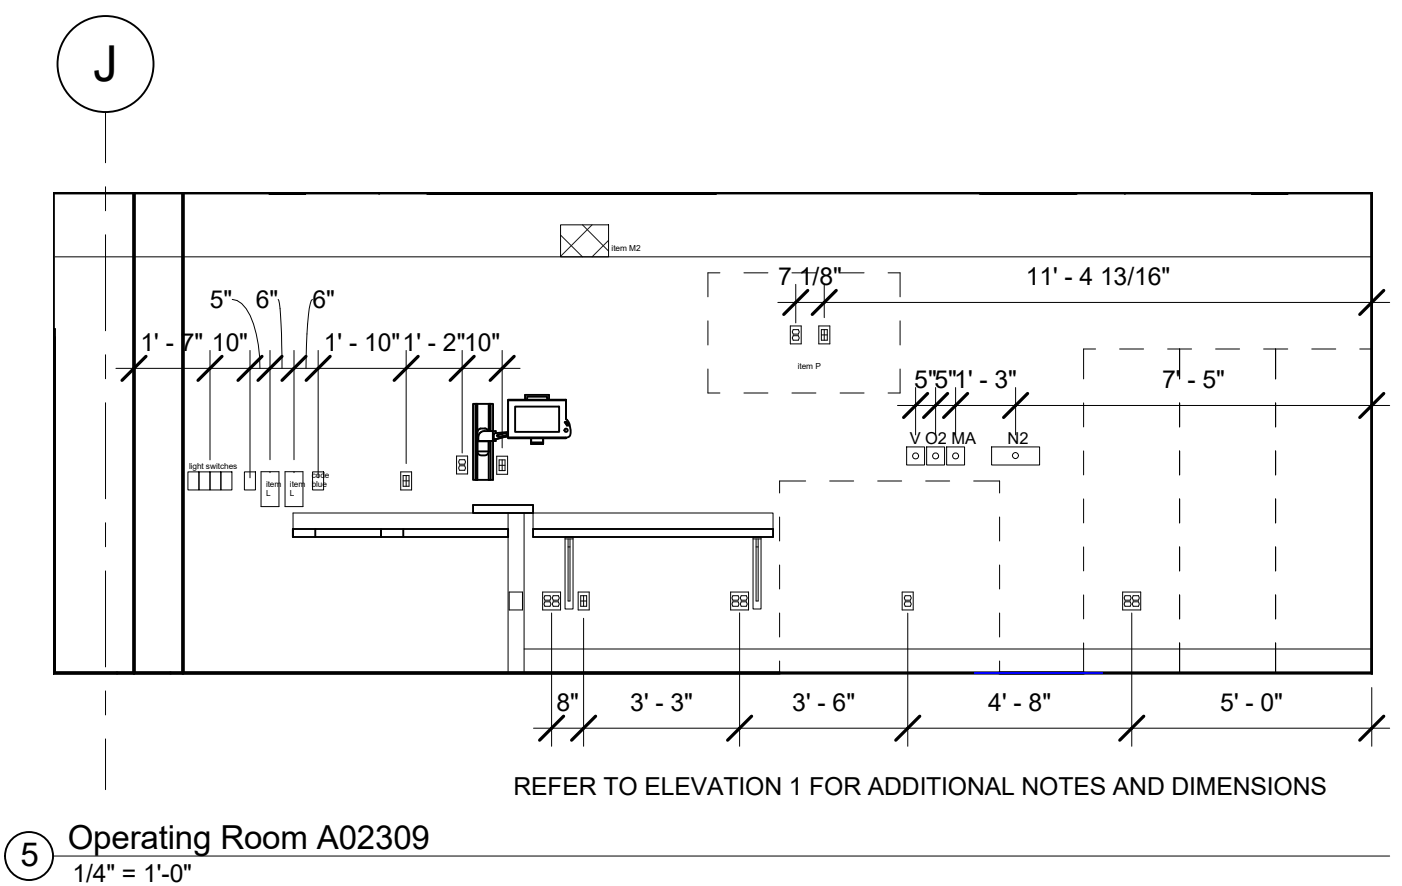 J
item M2
7 1/8"
11' - 4 13/16"
5"
6"
6"
1' - 7"
10"
1' - 10"
1' - 2"
10"
item P
5"
5"
1' - 3"
7' - 5"
V
O2
MA
N2
light switches
item
L
item
L
code
blue
8"
3' - 3"
3' - 6"
4' - 8"
5' - 0"
REFER TO ELEVATION 1 FOR ADDITIONAL NOTES AND DIMENSIONS
5
Operating Room A02309
1/4" = 1'-0"